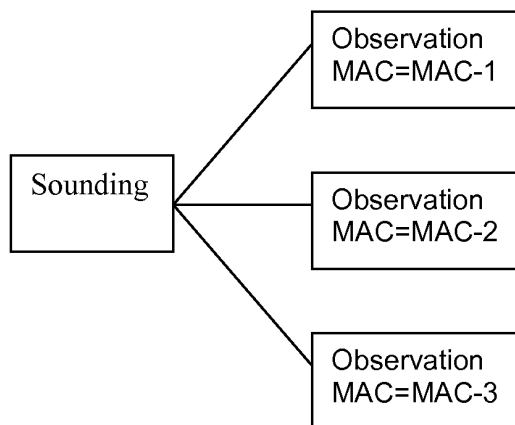 Sounding
Observation
MAC=MAC-1
Observation
MAC=MAC-2
Observation
MAC=MAC-3